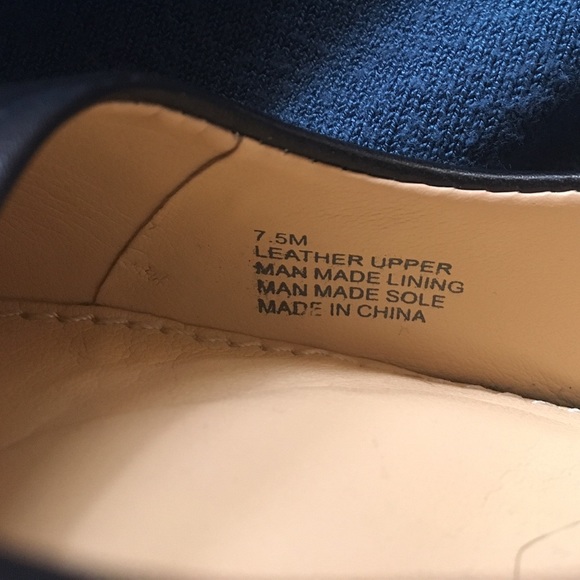 7.5M
LEATHER UPPER
MAN MADE LINING
MAN MADE SOLE
MADE IN CHINA